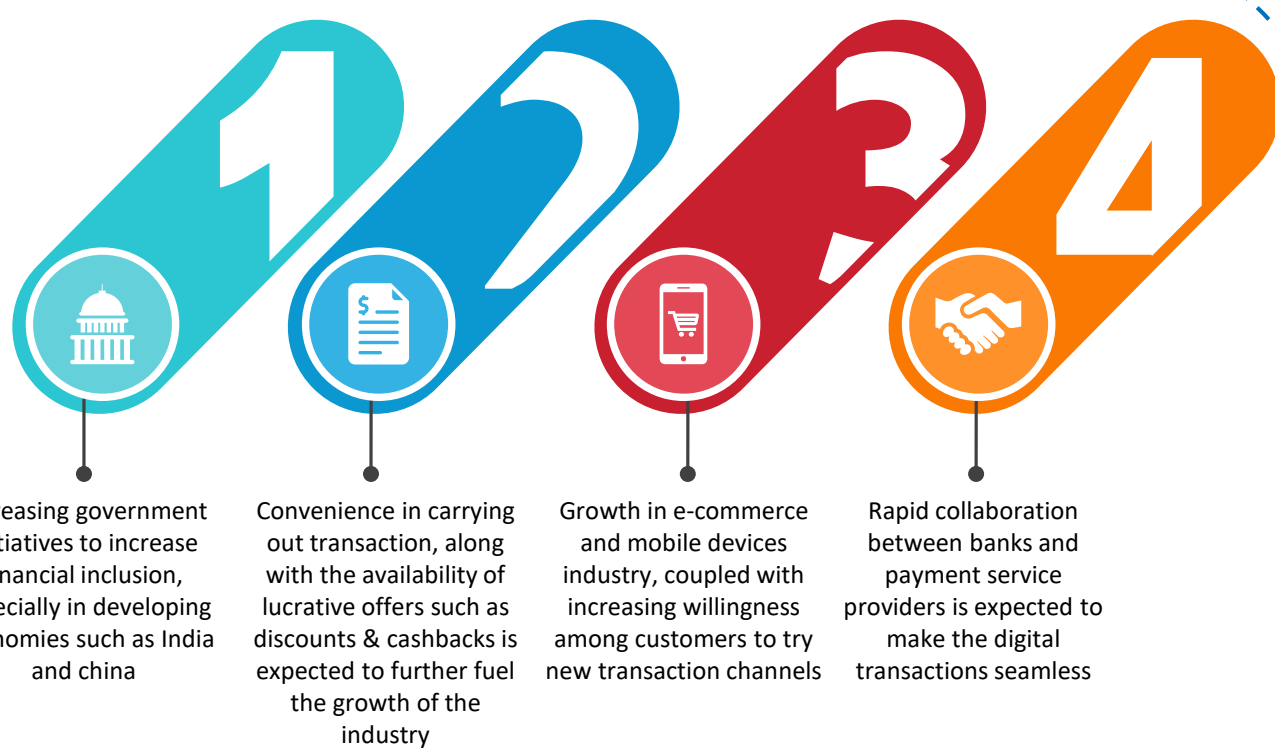 1
2
3
4
easing government
tiatives to increase
nancial inclusion,
ecially in developing
nomies such as India
and china
Convenience in carrying
out transaction, along
with the availability of
lucrative offers such as
discounts & cashbacks is
expected to further fuel
the growth of the
industry
Growth in e-commerce
and mobile devices
industry, coupled with
increasing willingness
among customers to try
new transaction channels
Rapid collaboration
between banks and
payment service
providers is expected to
make the digital
transactions seamless